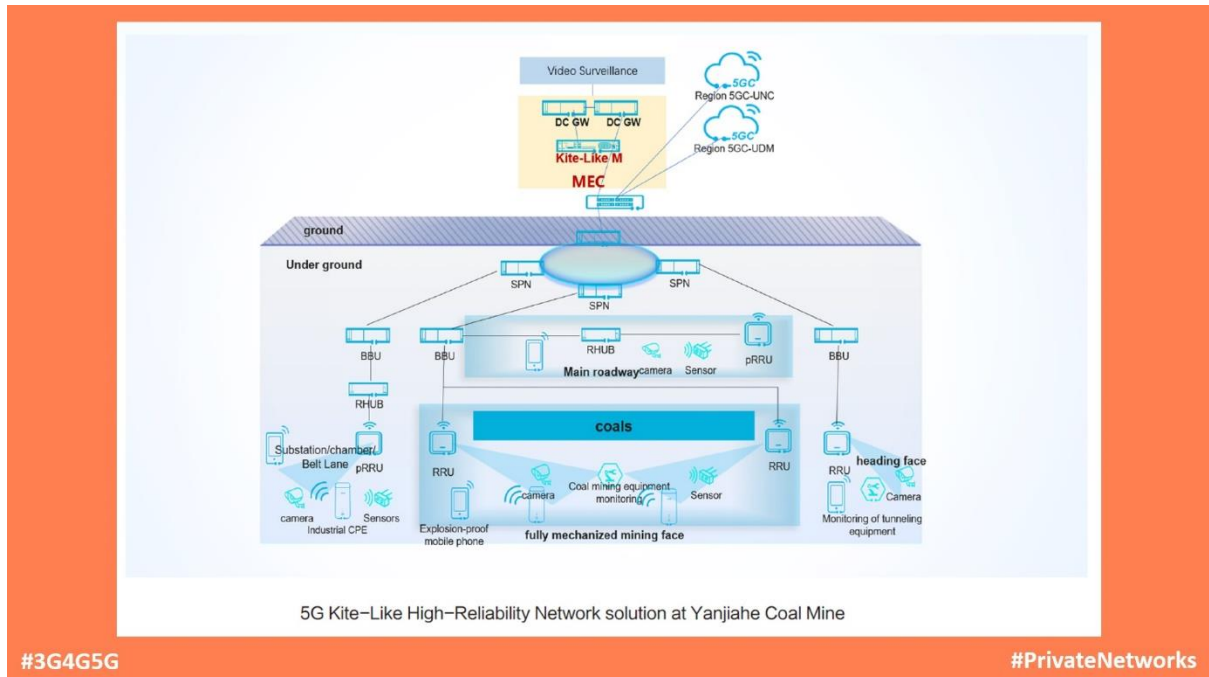 Video Surveillance
5GC
Region 5GC-UNC
DC GW
DC GW
5GC
Region 5GC-UDM
Kite-Like M
MEC
ground
Under ground
SPN
SPN
SPN
BBU
BBU
RHUB
pRRU
BBU
Main roadway
camera
Sensor
RHUB
coals
Substation/chamber/
Belt Lane
pRRU
RRU
RRU
RRU
heading face
camera
Coal mining equipment
monitoring
Sensor
Camera
camera
Sensors
Industrial CPE
Explosion-proof
mobile phone
fully mechanized mining face
Monitoring of tunneling
equipment
5G Kite-Like High-Reliability Network solution at Yanjiahe Coal Mine
#3G4G5G
#PrivateNetworks